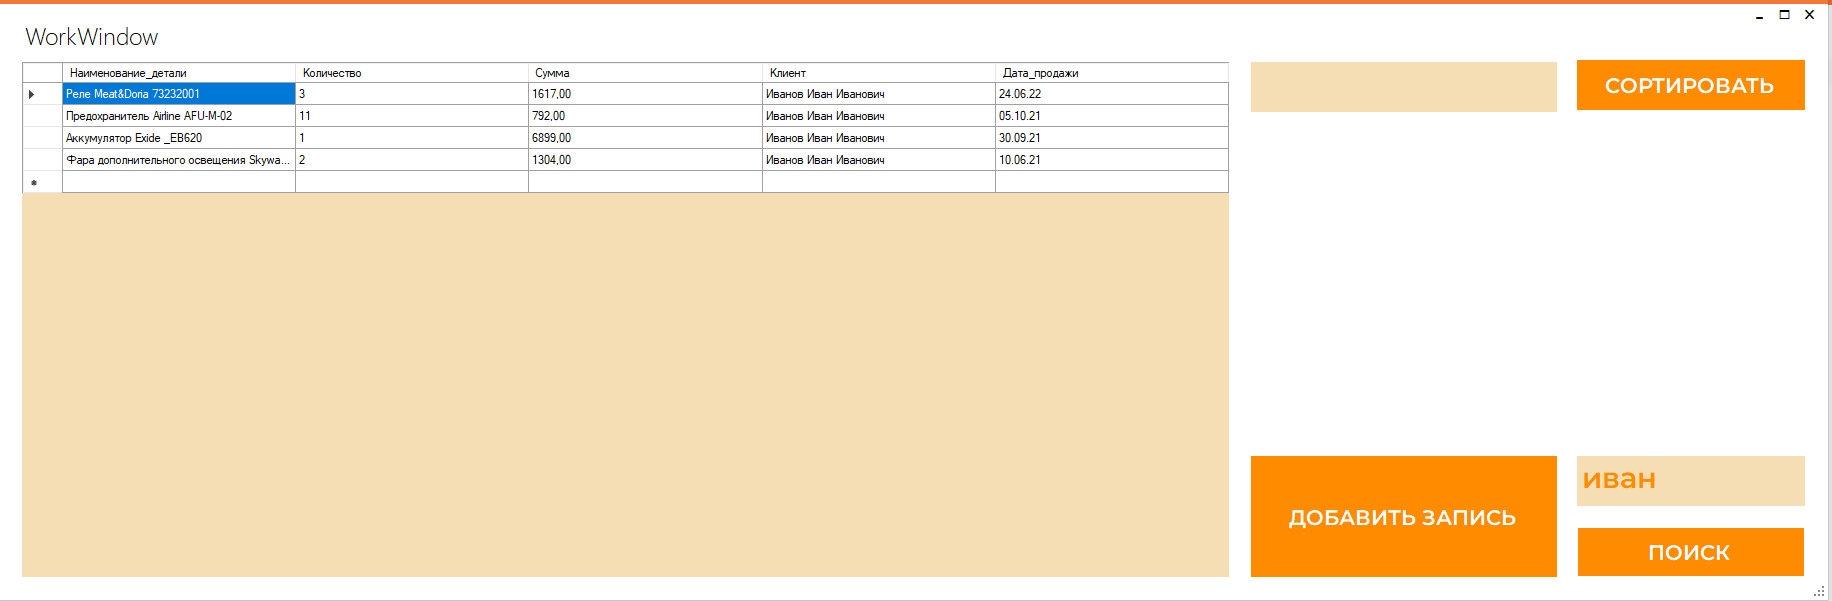 WorkWindow
Наименование_детали Количество Сумма Клиент Дата_продажи
Реле Meat&Doria 73232001 3 1617,00 Иванов Иван Иванович 24.06.22
Предохранитель Airline AFU-M-02 11 792,00 Иванов Иван Иванович 05.10.21
Аккумулятор Exide _EB620 1 6899,00 Иванов Иван Иванович 30.09.21
Фара дополнительного освещения Skywa... 2 1304,00 Иванов Иван Иванович 10.06.21
СОРТИРОВАТЬ
ДОБАВИТЬ ЗАПИСЬ
иван
ПОИСК